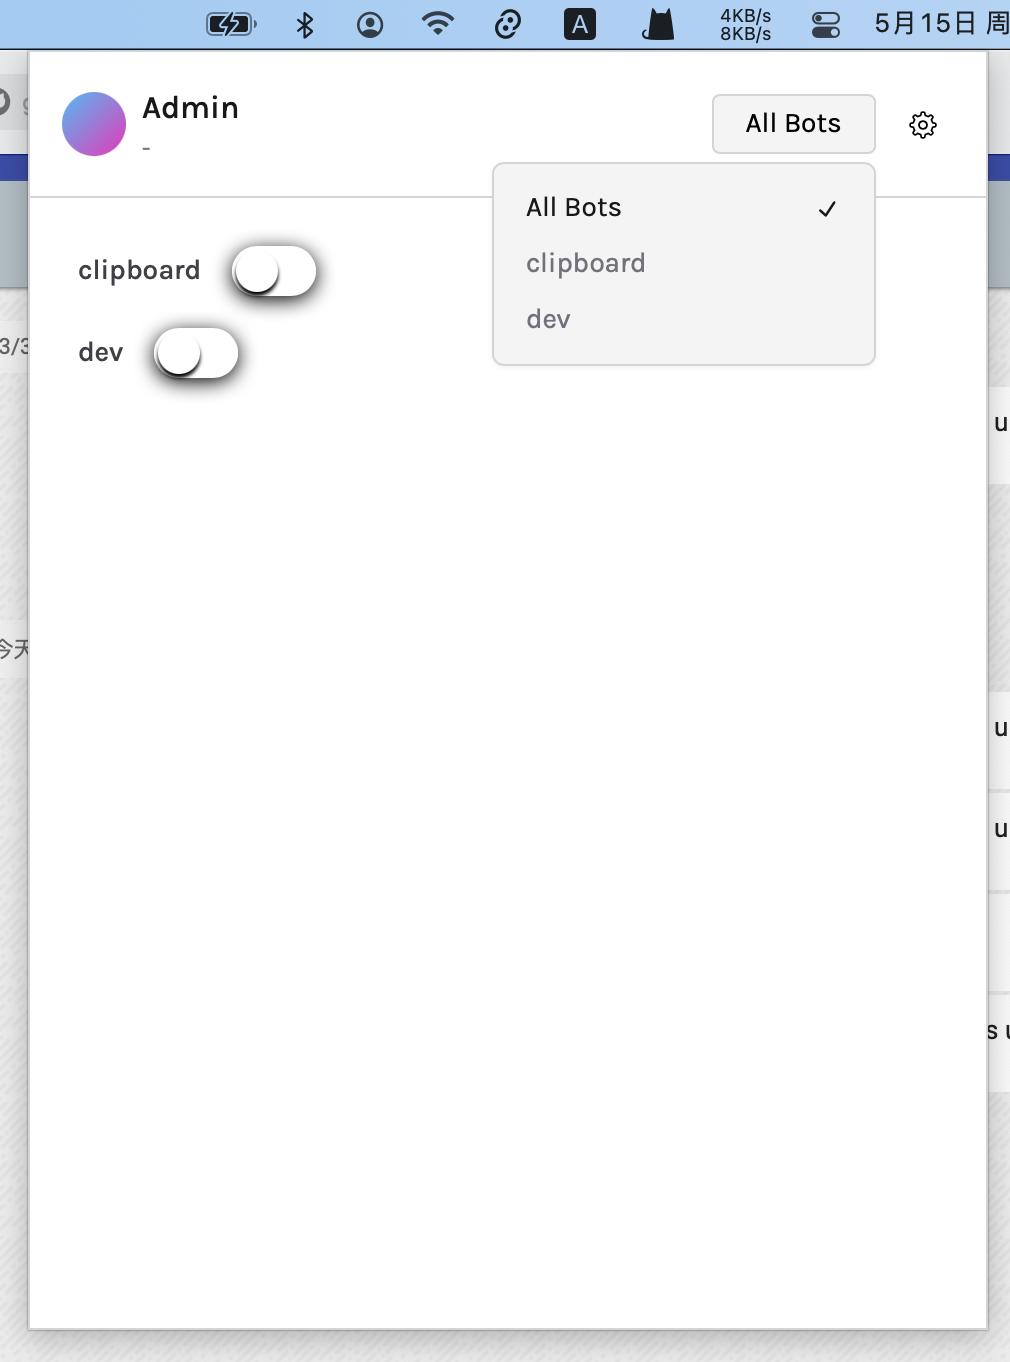 A
4KB/s
8KB/s
5月15日 周
Admin
-
All Bots
All Bots
clipboard
dev
clipboard
dev
3/3
今天
u
u
u
s u